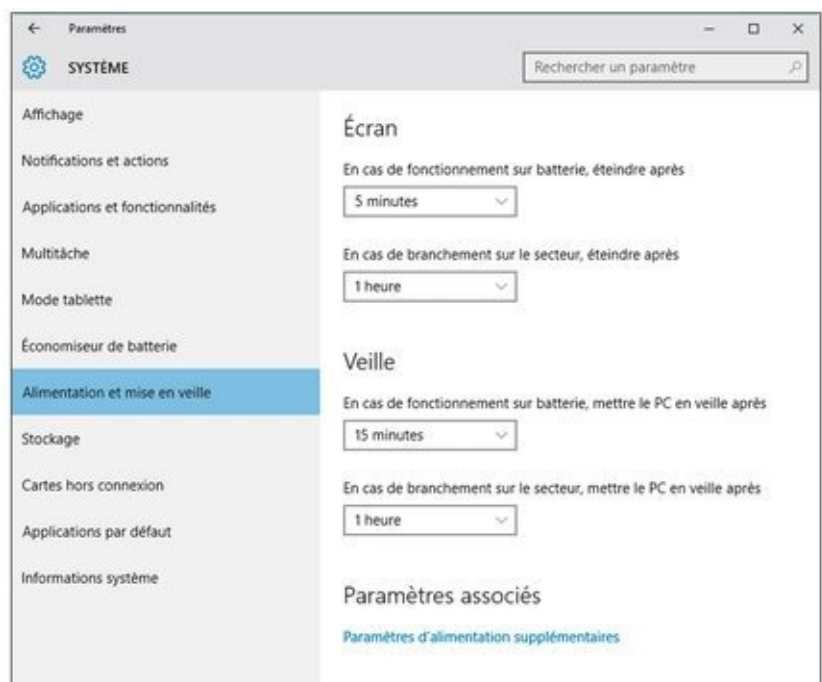 Paramètres
SYSTÈME
Rechercher un paramètre
Affichage
Notifications et actions
Applications et fonctionnalités
Multitâche
Mode tablette
Économiseur de batterie
Alimentation et mise en veille
Stockage
Cartes hors connexion
Applications par défaut
Informations système
Écran
En cas de fonctionnement sur batterie, éteindre après
5 minutes
En cas de branchement sur le secteur, éteindre après
1 heure
Veille
En cas de fonctionnement sur batterie, mettre le PC en veille après
15 minutes
En cas de branchement sur le secteur, mettre le PC en veille après
1 heure
Paramètres associés
Paramètres d'alimentation supplémentaires